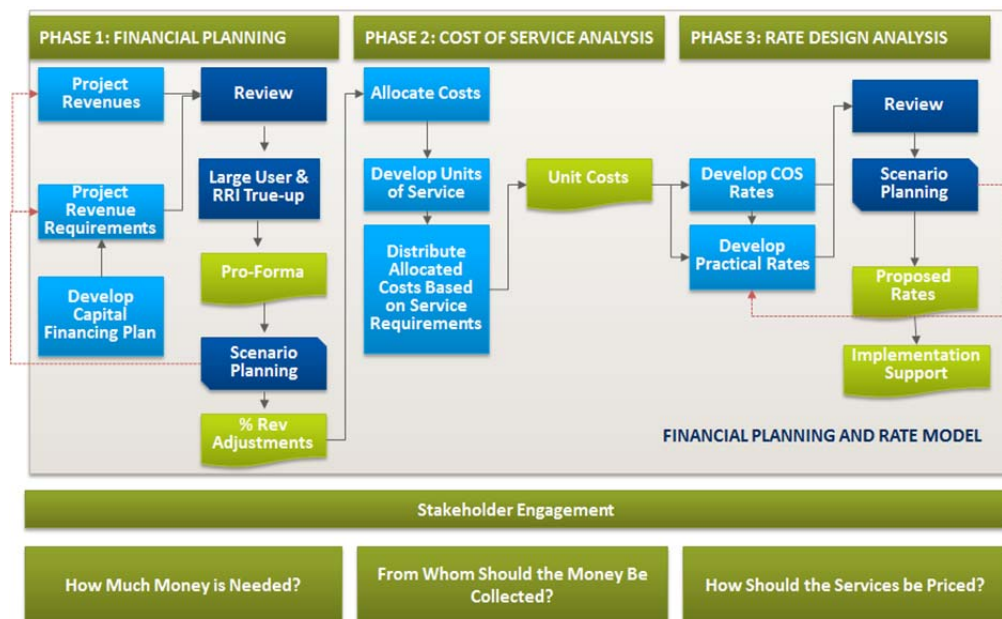 PHASE 1: FINANCIAL PLANNING
PHASE 2: COST OF SERVICE ANALYSIS
PHASE 3: RATE DESIGN ANALYSIS
Project
Revenues
Review
Project
Revenue
Requirements
Large User &
RRI True-up
Develop
Capital
Financing Plan
Pro-Forma
Scenario
Planning
% Rev
Adjustments
Allocate Costs
Develop Units
of Service
Distribute
Allocated
Costs Based
on Service
Requirements
Unit Costs
Develop COS
Rates
Develop
Practical Rates
Review
Scenario
Planning
Proposed
Rates
Implementation
Support
FINANCIAL PLANNING AND RATE MODEL
Stakeholder Engagement
How Much Money is Needed?
From Whom Should the Money Be
Collected?
How Should the Services be Priced?